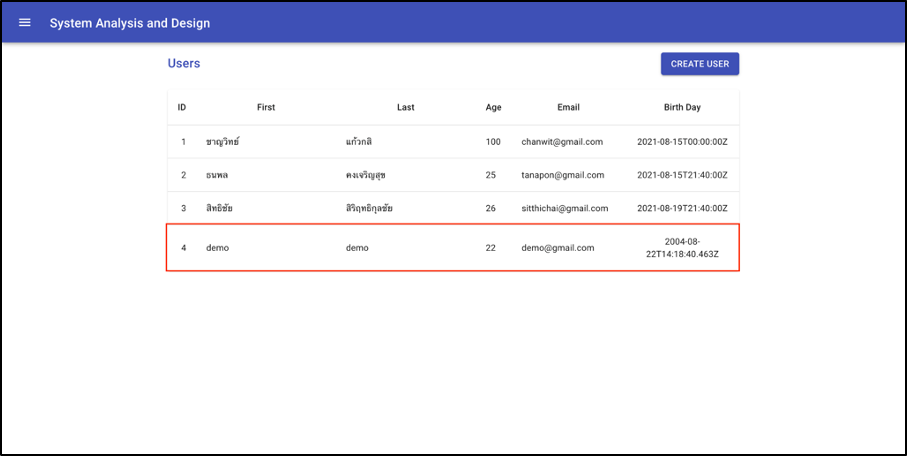 System Analysis and Design
Users
CREATE USER
ID First Last Age Email Birth Day
1 ชาญวิทย์ แก้วกสิ 100 chanwit@gmail.com 2021-08-15T00:00:00Z
2 ธนพล คงเจริญสุข 25 tanapon@gmail.com 2021-08-15T21:40:00Z
3 สิทธิชัย สิริฤทธิกุลชัย 26 sitthichai@gmail.com 2021-08-19T21:40:00Z
4 demo demo 22 demo@gmail.com 2004-08-
22T14:18:40.463Z